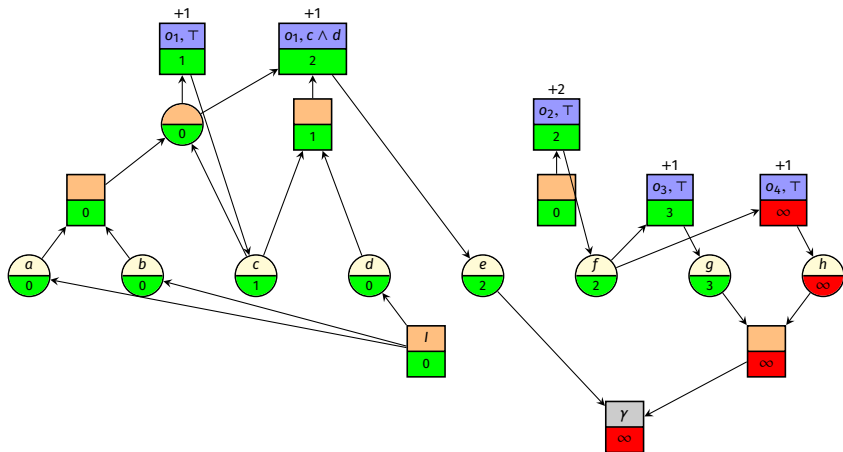 +1 +1
o₁, ⊤ o₁, c ∧ d
1 2
+2
o₂, ⊤
0 1 2
+1 +1
o₃, ⊤ o₄, ⊤
0 0 3 ∞
a b c d e f g h
0 0 1 0 2 2 3 ∞
I
0 ∞
γ
∞